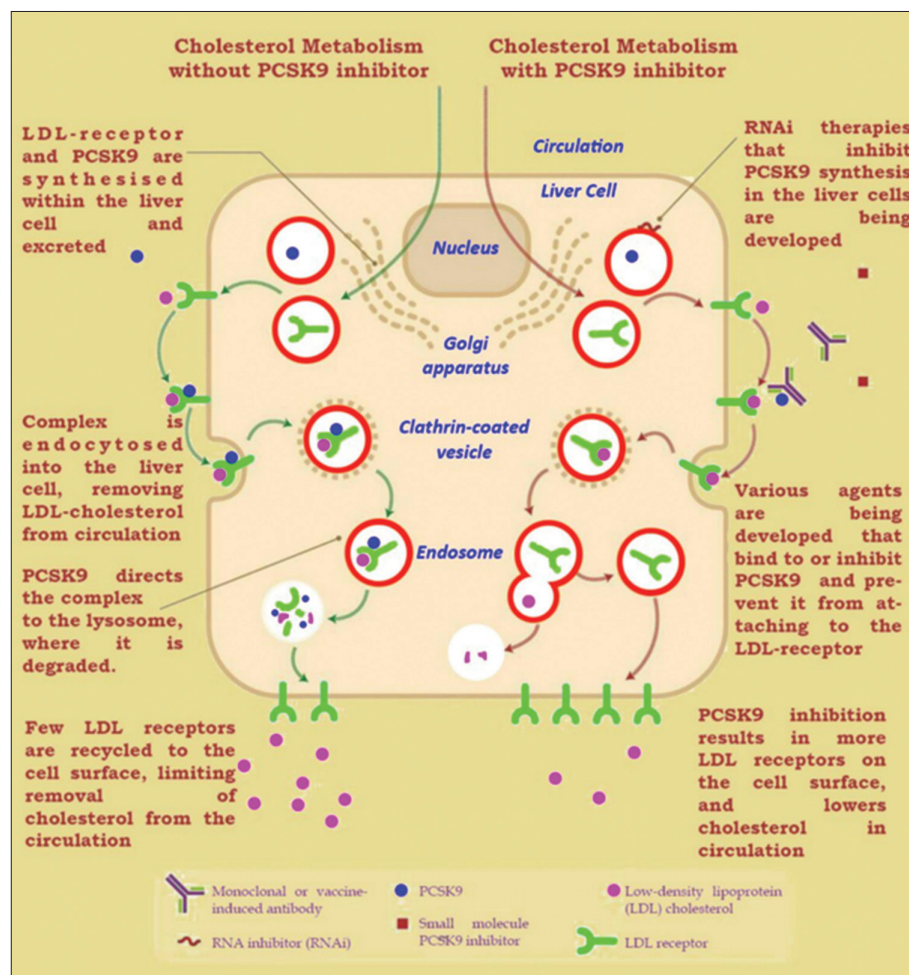 Cholesterol Metabolism
without PCSK9 inhibitor
Cholesterol Metabolism
with PCSK9 inhibitor
LDL-receptor
and PCSK9 are
synthesised
within the liver
cell and
excreted
Circulation
Liver Cell
Nucleus
RNAi therapies
that inhibit
PCSK9 synthesis
in the liver cells
are being
developed
Golgi
apparatus
Complex is
endocytosed
into the liver
cell, removing
LDL-cholesterol
from circulation
Clathrin-coated
vesicle
Various agents
are being
developed that
bind to or inhibit
PCSK9 and pre-
vent it from at-
taching to the
LDL-receptor
PCSK9 directs
the complex
to the lysosome,
where it is
degraded.
Endosome
Few LDL receptors
are recycled to the
cell surface, limiting
removal of
cholesterol from the
circulation
PCSK9 inhibition
results in more
LDL receptors on
the cell surface,
and lowers
cholesterol in
circulation
Monoclonal or vaccine-
induced antibody
PCSK9
Low-density lipoprotein
(LDL) cholesterol
RNA inhibitor (RNAi)
Small molecule
PCSK9 inhibitor
LDL receptor